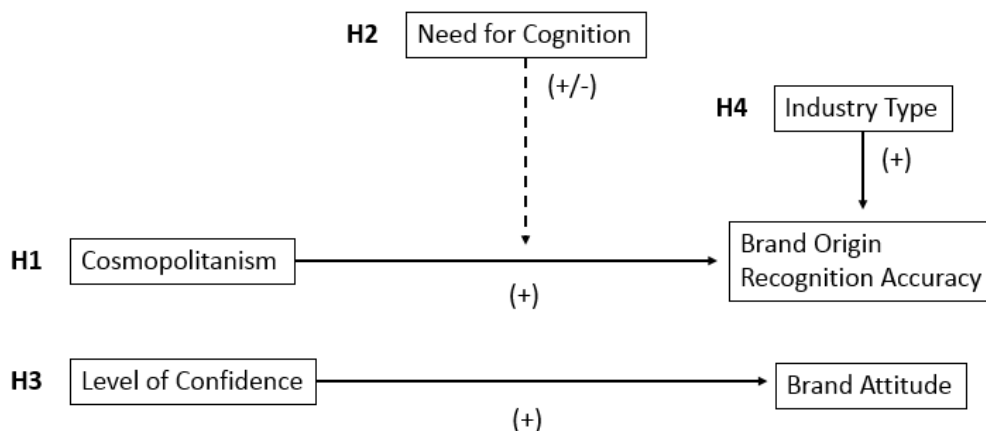 H2 Need for Cognition
(+/-)
H4 Industry Type
(+)
H1 Cosmopolitanism
(+)
Brand Origin
Recognition Accuracy
H3 Level of Confidence
(+)
Brand Attitude